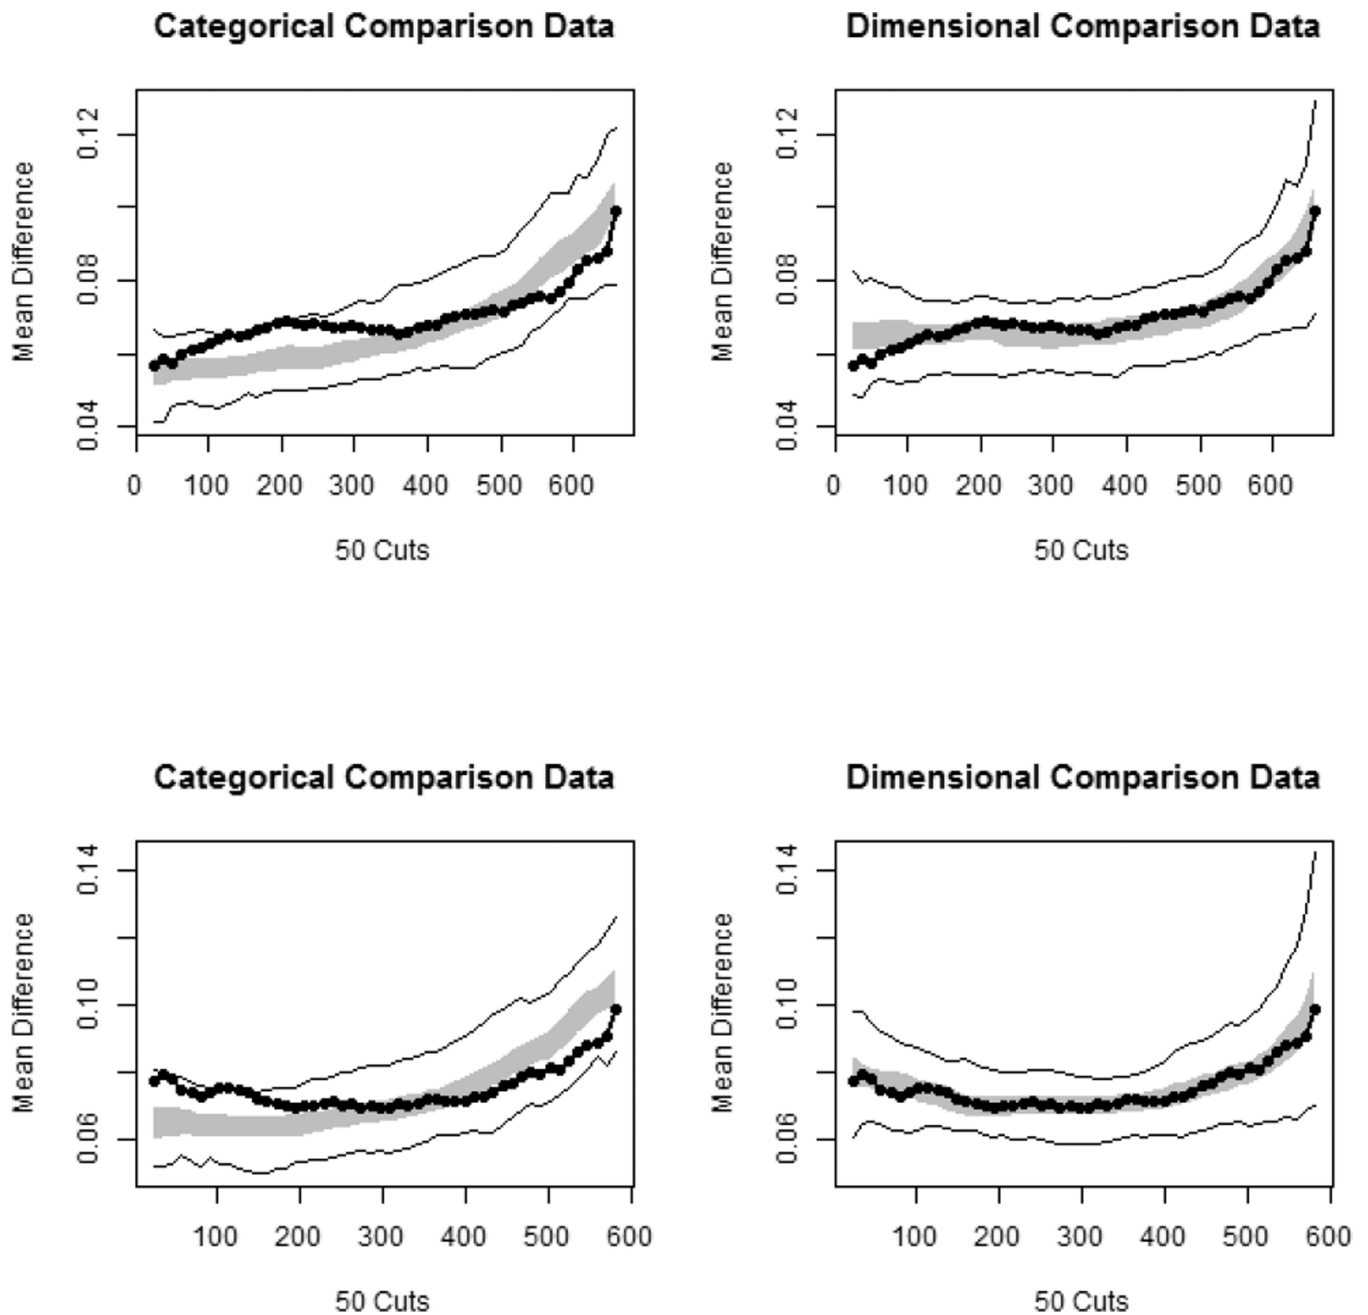 Categorical Comparison Data
Dimensional Comparison Data
Mean Difference
0.04 0.08 0.12
0 100 200 300 400 500 600
50 Cuts
Mean Difference
0.04 0.08 0.12
0 100 200 300 400 500 600
50 Cuts
Categorical Comparison Data
Dimensional Comparison Data
Mean Difference
0.06 0.10 0.14
100 200 300 400 500 600
50 Cuts
Mean Difference
0.06 0.10 0.14
100 200 300 400 500 600
50 Cuts